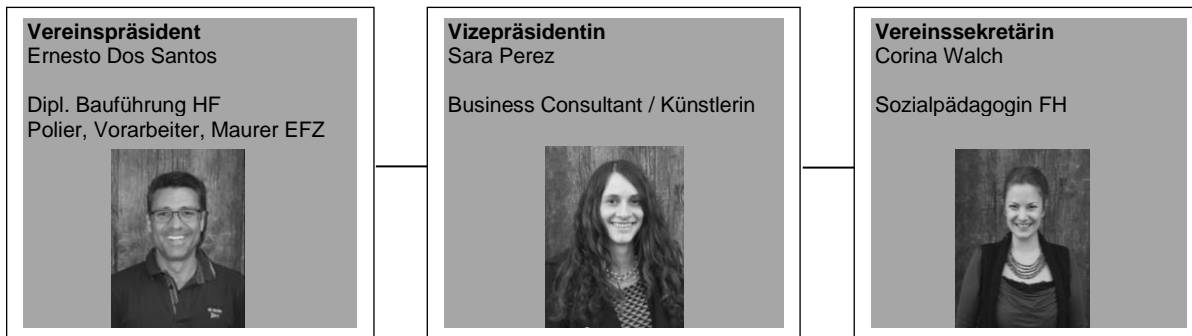 Vereinspräsident
Ernesto Dos Santos
Dipl. Bauführung HF
Polier, Vorarbeiter, Maurer EFZ
Vizepräsidentin
Sara Perez
Business Consultant / Künstlerin
Vereinssekretärin
Corina Walch
Sozialpädagogin FH